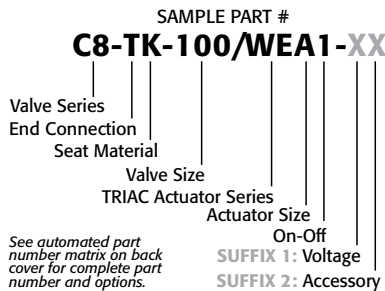 SAMPLE PART #
C8-TK-100/WEA1-XX
Valve Series
End Connection
Seat Material
Valve Size
TRIAC Actuator Series
Actuator Size
On-Off
SUFFIX 1: Voltage
SUFFIX 2: Accessory
See automated part
number matrix on back
cover for complete part
number and options.